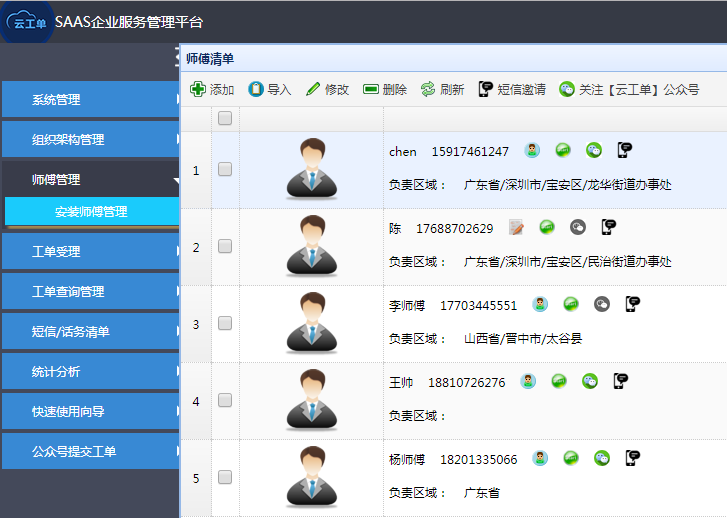 云工单 SAAS企业服务管理平台
系统管理
组织架构管理
师傅管理
安装师傅管理
工单受理
工单查询管理
短信/话务清单
统计分析
快速使用向导
公众号提交工单
师傅清单
添加 导入 修改 删除 刷新 短信邀请 关注【云工单】公众号
1 chen 15917461247
负责区域： 广东省/深圳市/宝安区/龙华街道办事处
2 陈 17688702629
负责区域： 广东省/深圳市/宝安区/民治街道办事处
3 李师傅 17703445551
负责区域： 山西省/晋中市/太谷县
4 王帅 18810726276
负责区域：
5 杨师傅 18201335066
负责区域： 广东省